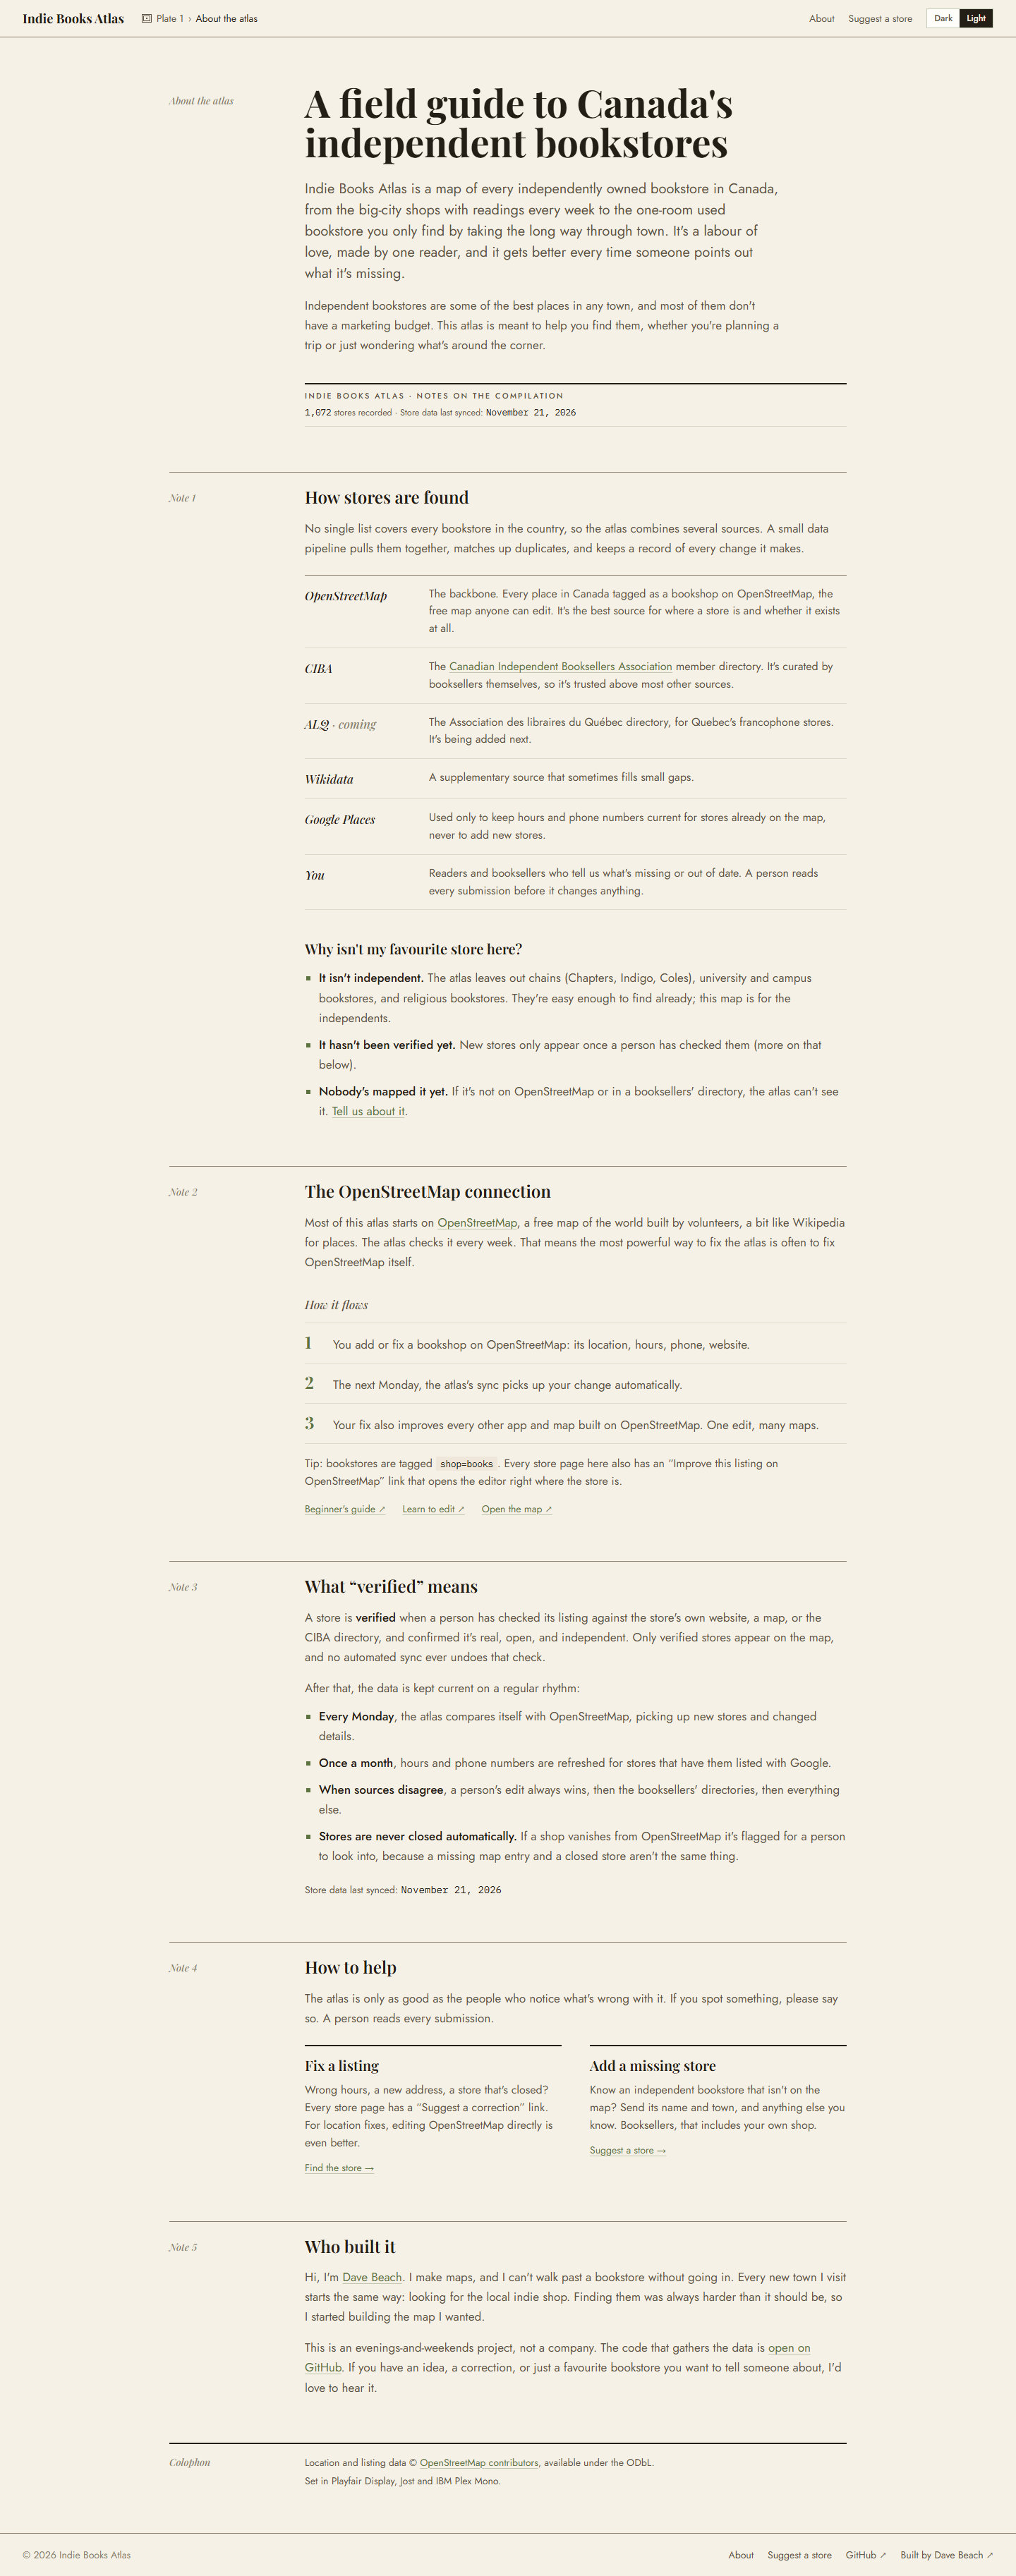 Indie Books Atlas
Plate 1 › About the atlas
About
Suggest a store
Dark
Light
About the atlas
A field guide to Canada's
independent bookstores
Indie Books Atlas is a map of every independently owned bookstore in Canada,
from the big-city shops with readings every week to the one-room used
bookstore you only find by taking the long way through town. It's a labour of
love, made by one reader, and it gets better every time someone points out
what it's missing.
Independent bookstores are some of the best places in any town, and most of them don't
have a marketing budget. This atlas is meant to help you find them, whether you're planning a
trip or just wondering what's around the corner.
INDIE BOOKS ATLAS · NOTES ON THE COMPILATION
1,072 stores recorded · Store data last synced: November 21, 2026
Note 1
How stores are found
No single list covers every bookstore in the country, so the atlas combines several sources. A small data
pipeline pulls them together, matches up duplicates, and keeps a record of every change it makes.
OpenStreetMap
The backbone. Every place in Canada tagged as a bookshop on OpenStreetMap, the
free map anyone can edit. It's the best source for where a store is and whether it exists
at all.
CIBA
The Canadian Independent Booksellers Association member directory. It's curated by
booksellers themselves, so it's trusted above most other sources.
ALQ · coming
The Association des libraires du Québec directory, for Quebec's francophone stores.
It's being added next.
Wikidata
A supplementary source that sometimes fills small gaps.
Google Places
Used only to keep hours and phone numbers current for stores already on the map,
never to add new stores.
You
Readers and booksellers who tell us what's missing or out of date. A person reads
every submission before it changes anything.
Why isn't my favourite store here?
It isn't independent. The atlas leaves out chains (Chapters, Indigo, Coles), university and campus
bookstores, and religious bookstores. They're easy enough to find already; this map is for the
independents.
It hasn't been verified yet. New stores only appear once a person has checked them (more on that
below).
Nobody's mapped it yet. If it's not on OpenStreetMap or in a booksellers' directory, the atlas can't see
it. Tell us about it.
Note 2
The OpenStreetMap connection
Most of this atlas starts on OpenStreetMap, a free map of the world built by volunteers, a bit like Wikipedia
for places. The atlas checks it every week. That means the most powerful way to fix the atlas is often to fix
OpenStreetMap itself.
How it flows
1 You add or fix a bookshop on OpenStreetMap: its location, hours, phone, website.
2 The next Monday, the atlas's sync picks up your change automatically.
3 Your fix also improves every other app and map built on OpenStreetMap. One edit, many maps.
Tip: bookstores are tagged shop=books. Every store page here also has an "Improve this listing on
OpenStreetMap" link that opens the editor right where the store is.
Beginner's guide ↗ Learn to edit ↗ Open the map ↗
Note 3
What “verified” means
A store is verified when a person has checked its listing against the store's own website, a map, or the
CIBA directory, and confirmed it's real, open, and independent. Only verified stores appear on the map,
and no automated sync ever undoes that check.
After that, the data is kept current on a regular rhythm:
Every Monday, the atlas compares itself with OpenStreetMap, picking up new stores and changed
details.
Once a month, hours and phone numbers are refreshed for stores that have them listed with Google.
When sources disagree, a person's edit always wins, then the booksellers' directories, then everything
else.
Stores are never closed automatically. If a shop vanishes from OpenStreetMap it's flagged for a person
to look into, because a missing map entry and a closed store aren't the same thing.
Store data last synced: November 21, 2026
Note 4
How to help
The atlas is only as good as the people who notice what's wrong with it. If you spot something, please say
so. A person reads every submission.
Fix a listing
Wrong hours, a new address, a store that's closed?
Every store page has a "Suggest a correction" link.
For location fixes, editing OpenStreetMap directly is
even better.
Find the store →
Add a missing store
Know an independent bookstore that isn't on the
map? Send its name and town, and anything else you
know. Booksellers, that includes your own shop.
Suggest a store →
Note 5
Who built it
Hi, I'm Dave Beach. I make maps, and I can't walk past a bookstore without going in. Every new town I visit
starts the same way: looking for the local indie shop. Finding them was always harder than it should be, so
I started building the map I wanted.
This is an evenings-and-weekends project, not a company. The code that gathers the data is open on
GitHub. If you have an idea, a correction, or just a favourite bookstore you want to tell someone about, I'd
love to hear it.
Colophon
Location and listing data © OpenStreetMap contributors, available under the ODbL.
Set in Playfair Display, Jost and IBM Plex Mono.
© 2026 Indie Books Atlas
About
Suggest a store
GitHub ↗
Built by Dave Beach ↗